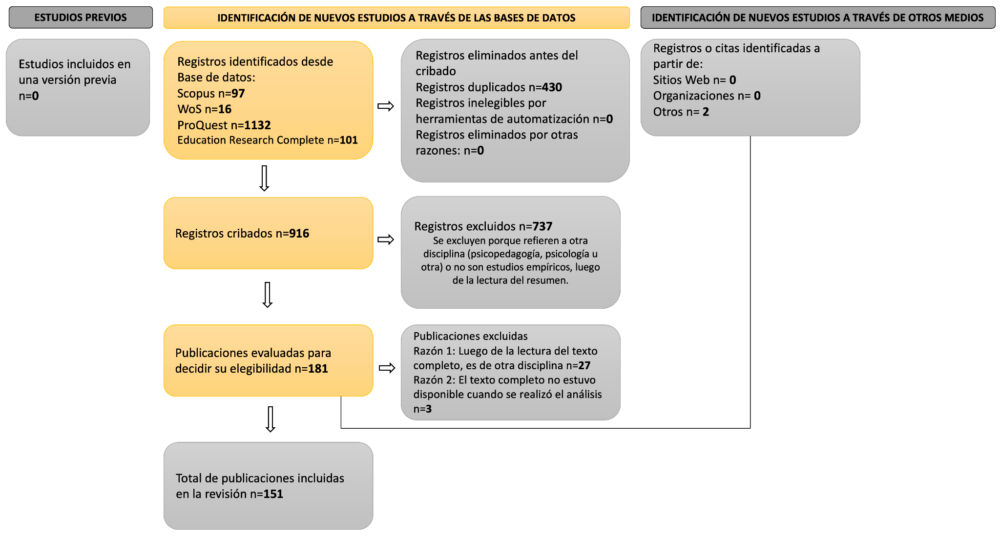 ESTUDIOS PREVIOS
IDENTIFICACIÓN DE NUEVOS ESTUDIOS A TRAVÉS DE LAS BASES DE DATOS
IDENTIFICACIÓN DE NUEVOS ESTUDIOS A TRAVÉS DE OTROS MEDIOS
Estudios incluidos en
una versión previa
n=0
Registros identificados desde
Base de datos:
Scopus n=97
WoS n=16
ProQuest n=1132
Education Research Complete n=101
Registros eliminados antes del
cribado
Registros duplicados n=430
Registros inelegibles por
herramientas de automatización n=0
Registros eliminados por otras
razones: n=0
Registros o citas identificadas a
partir de:
Sitios Web n= 0
Organizaciones n= 0
Otros n= 2
Registros cribados n=916
Registros excluidos n=737
Se excluyen porque refieren a otra
disciplina (psicopedagogía, psicología u
otra) o no son estudios empíricos, luego
de la lectura del resumen.
Publicaciones evaluadas para
decidir su elegibilidad n=181
Publicaciones excluidas
Razón 1: Luego de la lectura del texto
completo, es de otra disciplina n=27
Razón 2: El texto completo no estuvo
disponible cuando se realizó el análisis
n=3
Total de publicaciones incluidas
en la revisión n=151